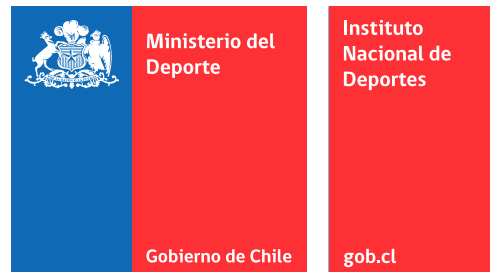 Ministerio del
Deporte
Gobierno de Chile
Instituto
Nacional de
Deportes
gob.cl